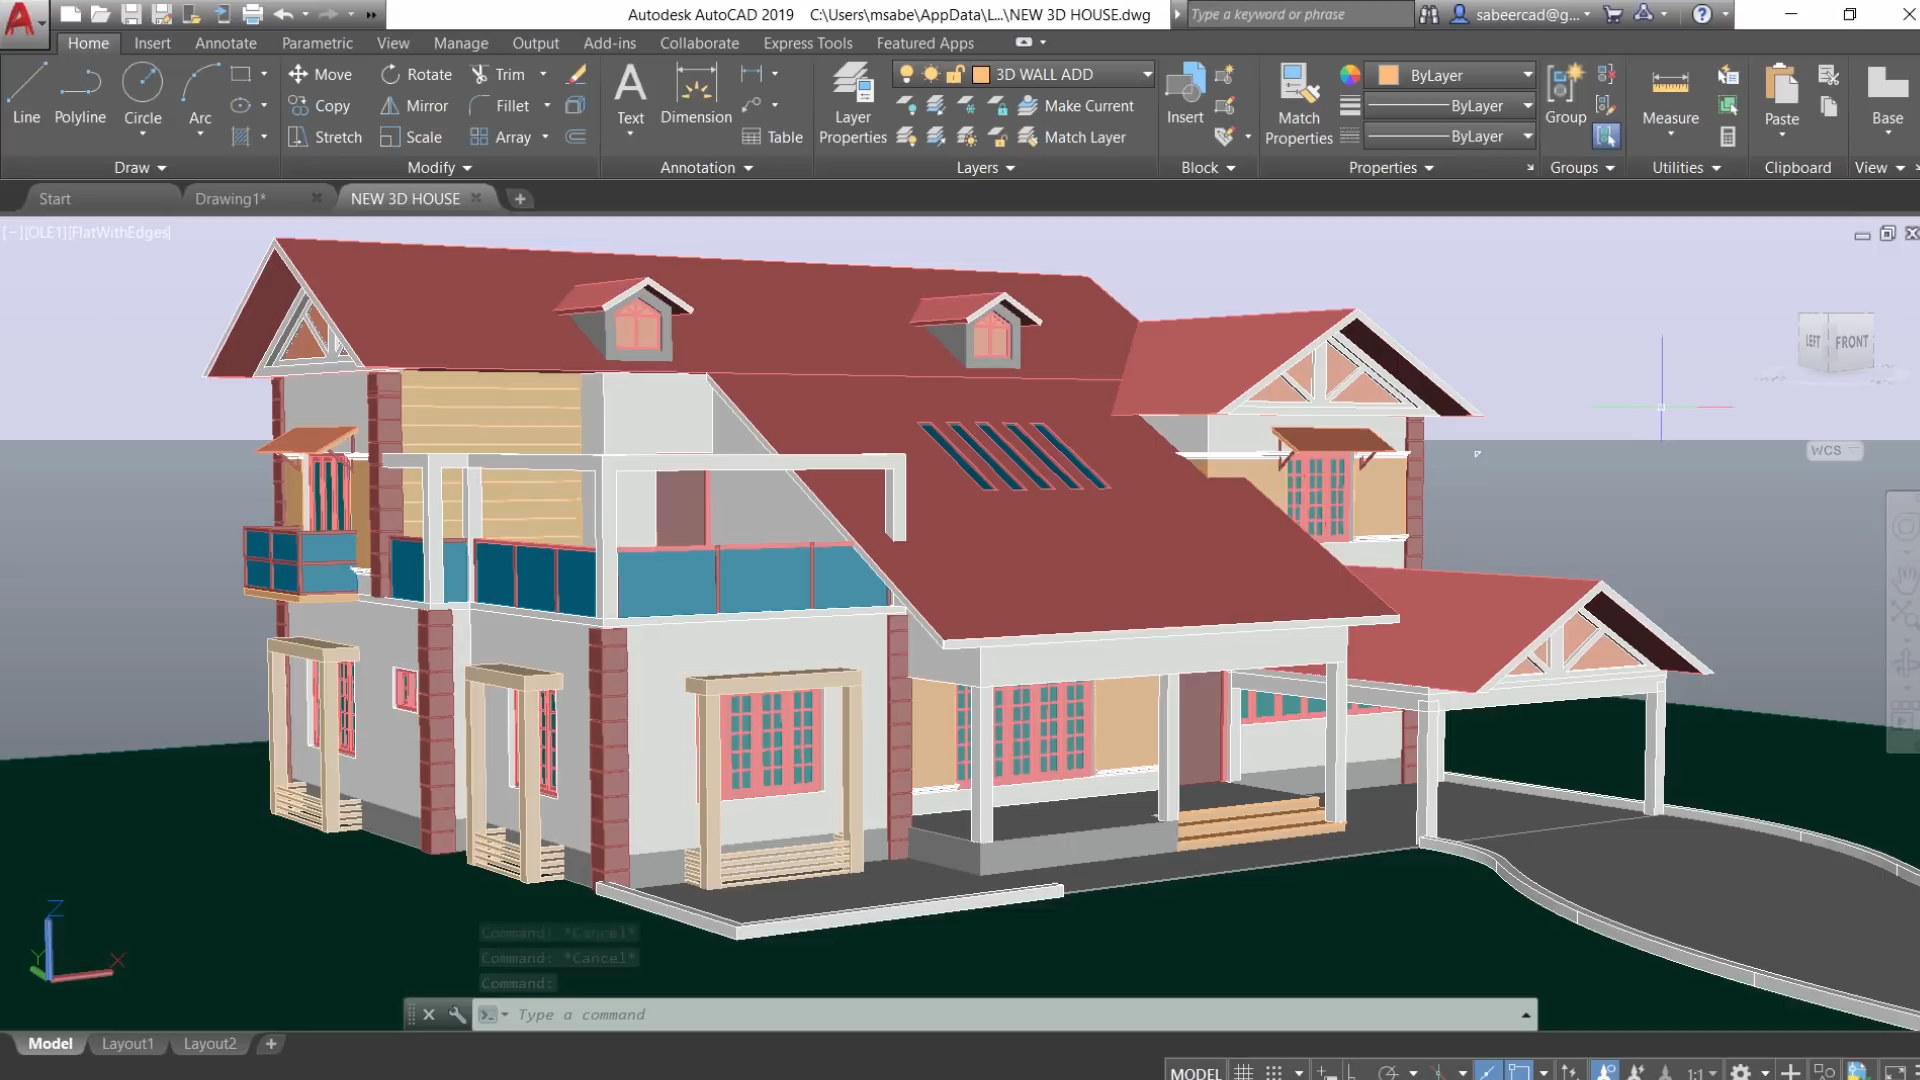 Autodesk AutoCAD 2019 C:\Users\msabe\AppData\L...\NEW 3D HOUSE.dwg
Type a keyword or phrase
sabeercad@g...
Home Insert Annotate Parametric View Manage Output Add-ins Collaborate Express Tools Featured Apps
Line Polyline Circle Arc
Move Rotate Trim
Copy Mirror Fillet
Stretch Scale Array
Text Dimension Table
Layer Properties
3D WALL ADD
Make Current
Match Layer
Insert
Match Properties
ByLayer
ByLayer
ByLayer
Group
Measure
Paste
Base
Draw Modify Annotation Layers Block Properties Groups Utilities Clipboard View
Start Drawing1* NEW 3D HOUSE
[−][OLE1][FlatWithEdges]
LEFT FRONT
WCS
Z
Y X
Command: *Cancel*
Command: *Cancel*
Command:
Type a command
Model Layout1 Layout2
MODEL 1:1